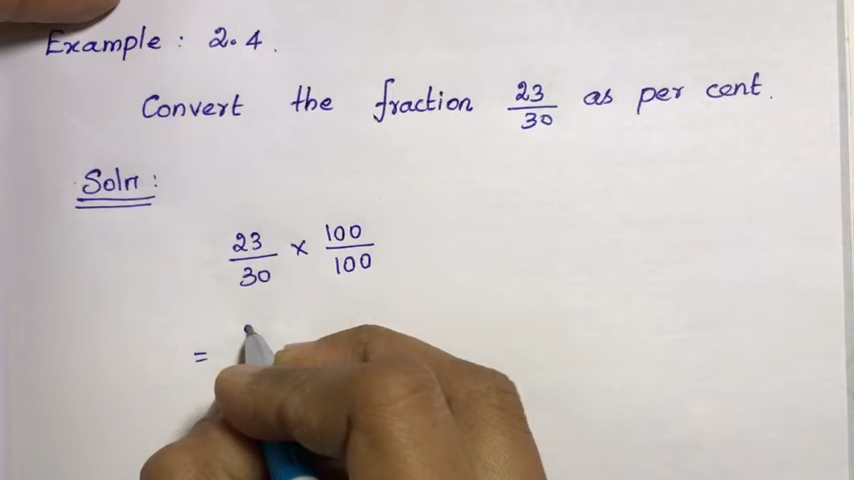 Example : 2.4.
Convert the fraction 23/30 as per cent.
Soln :
23/30 × 100/100
=